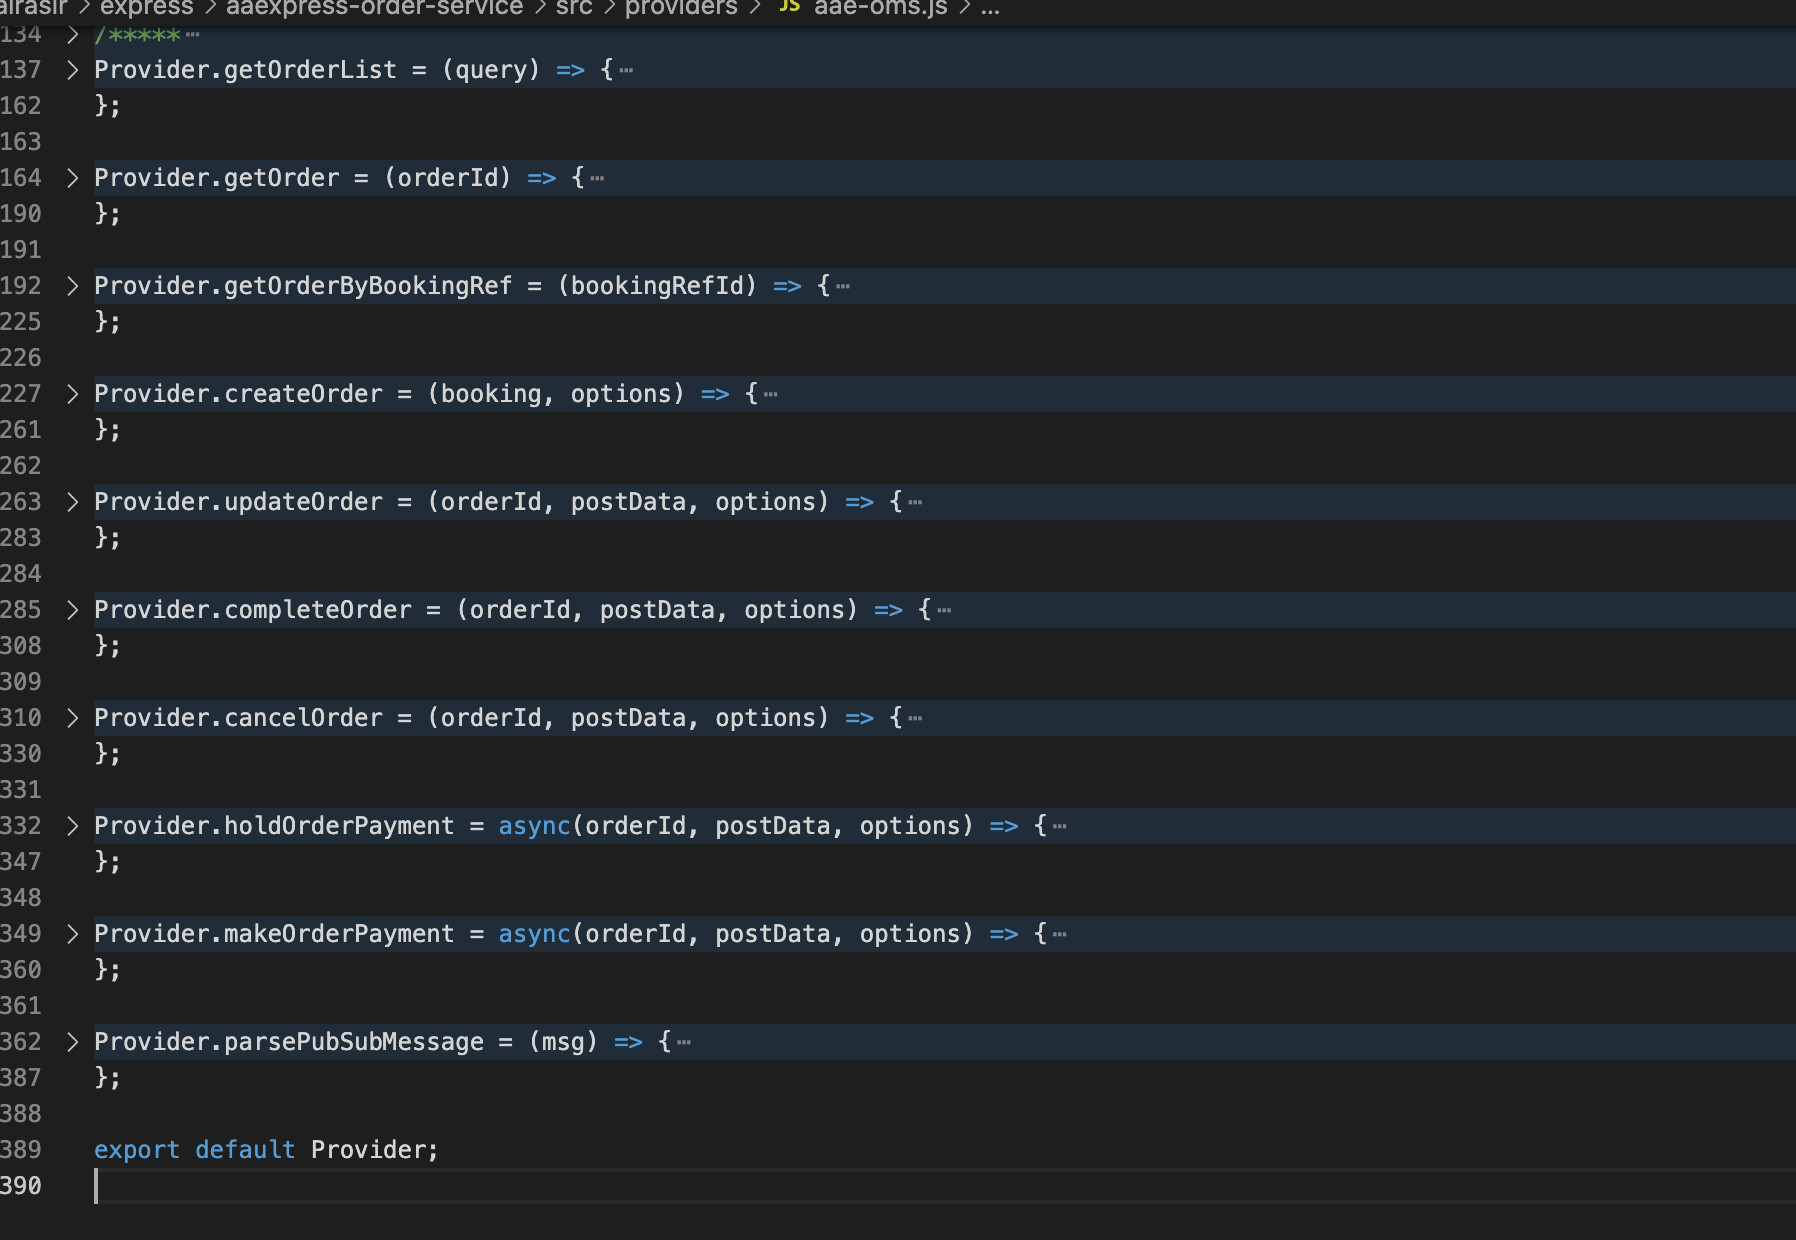 express > aaexpress-order-service > src > providers > JS aae-oms.js > ...
134 > /*****⋯
137 > Provider.getOrderList = (query) => {⋯
162 };
163
164 > Provider.getOrder = (orderId) => {⋯
190 };
191
192 > Provider.getOrderByBookingRef = (bookingRefId) => {⋯
225 };
226
227 > Provider.createOrder = (booking, options) => {⋯
261 };
262
263 > Provider.updateOrder = (orderId, postData, options) => {⋯
283 };
284
285 > Provider.completeOrder = (orderId, postData, options) => {⋯
308 };
309
310 > Provider.cancelOrder = (orderId, postData, options) => {⋯
330 };
331
332 > Provider.holdOrderPayment = async(orderId, postData, options) => {⋯
347 };
348
349 > Provider.makeOrderPayment = async(orderId, postData, options) => {⋯
360 };
361
362 > Provider.parsePubSubMessage = (msg) => {⋯
387 };
388
389 export default Provider;
390